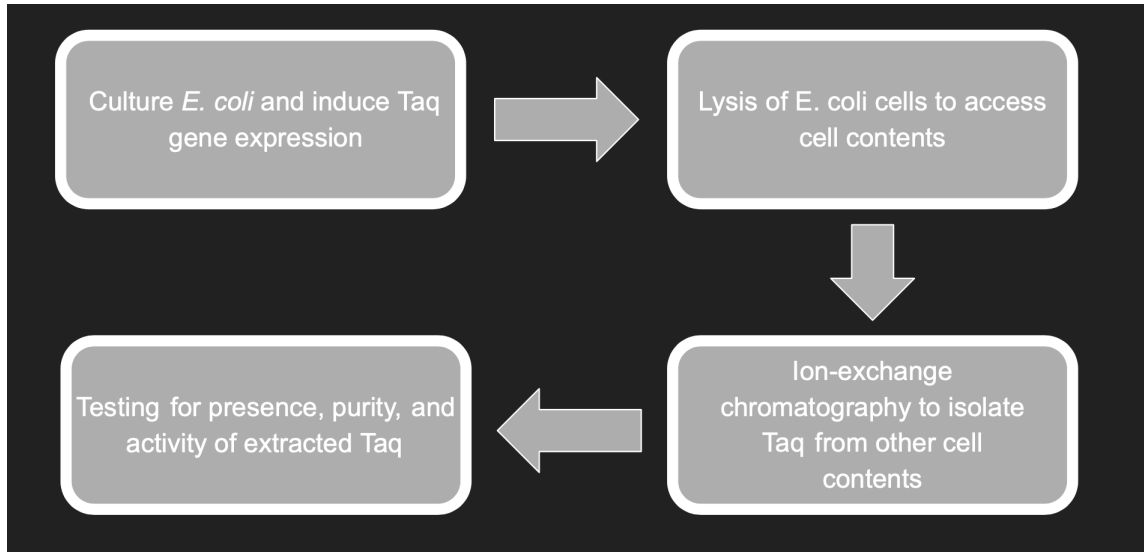 Culture E. coli and induce Taq
gene expression
Lysis of E. coli cells to access
cell contents
Ion-exchange
chromatography to isolate
Taq from other cell
contents
Testing for presence, purity, and
activity of extracted Taq